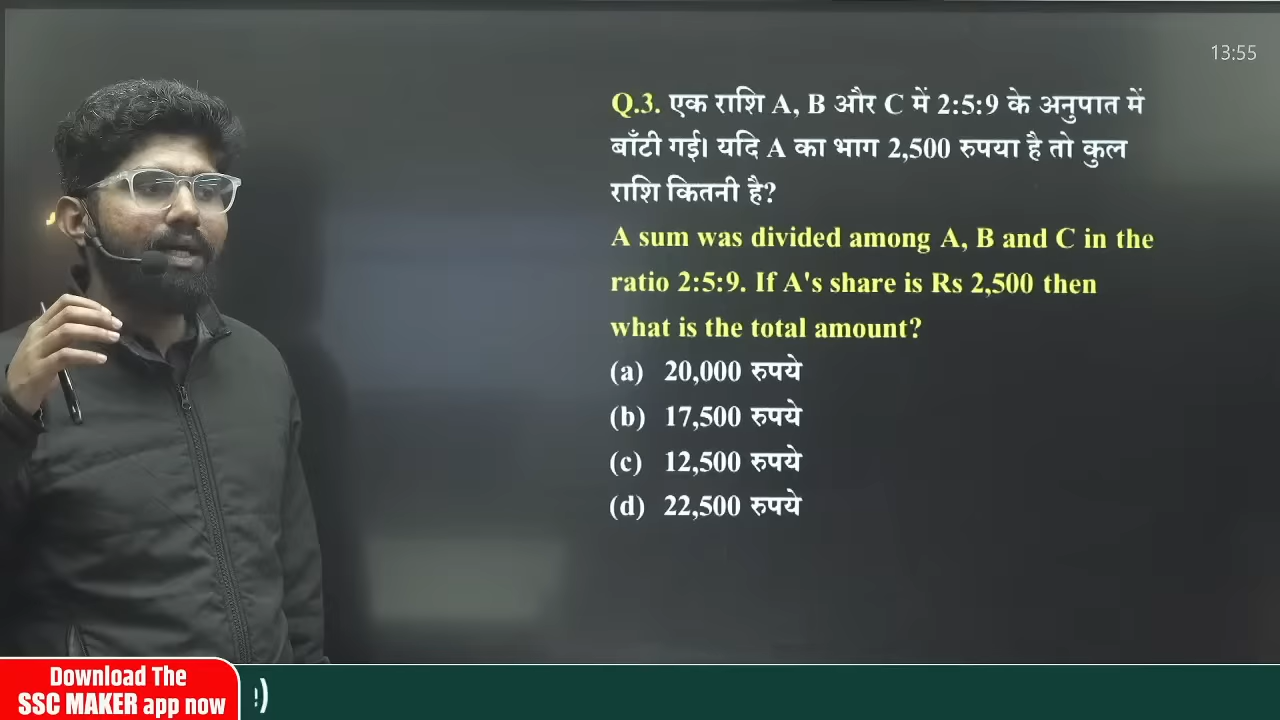 13:55
Q.3. एक राशि A, B और C में 2:5:9 के अनुपात में
बाँटी गई। यदि A का भाग 2,500 रुपया है तो कुल
राशि कितनी है?
A sum was divided among A, B and C in the
ratio 2:5:9. If A's share is Rs 2,500 then
what is the total amount?
(a) 20,000 रुपये
(b) 17,500 रुपये
(c) 12,500 रुपये
(d) 22,500 रुपये
Download The
SSC MAKER app now